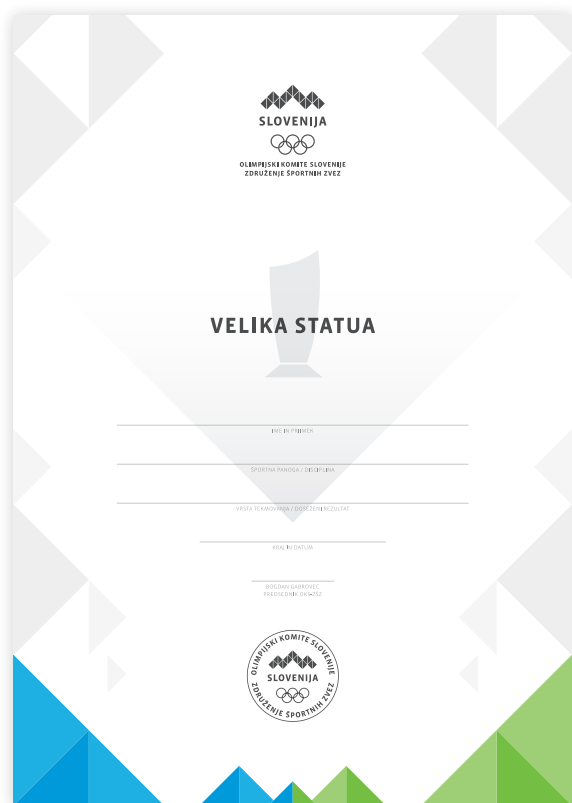 SLOVENIJA
OLIMPIJSKI KOMITE SLOVENIJE
ZDRUŽENJE ŠPORTNIH ZVEZ
VELIKA STATUA
IME IN PRIIMEK
ŠPORTNA PANOGA / DISCIPLINA
VRSTA TEKMOVANJA / DOSEŽENI REZULTAT
KRAJ IN DATUM
BOGDAN GABROVEC
PREDSEDNIK OKS-ZŠZ
OLIMPIJSKI KOMITE SLOVENIJE
SLOVENIJA
ZDRUŽENJE ŠPORTNIH ZVEZ